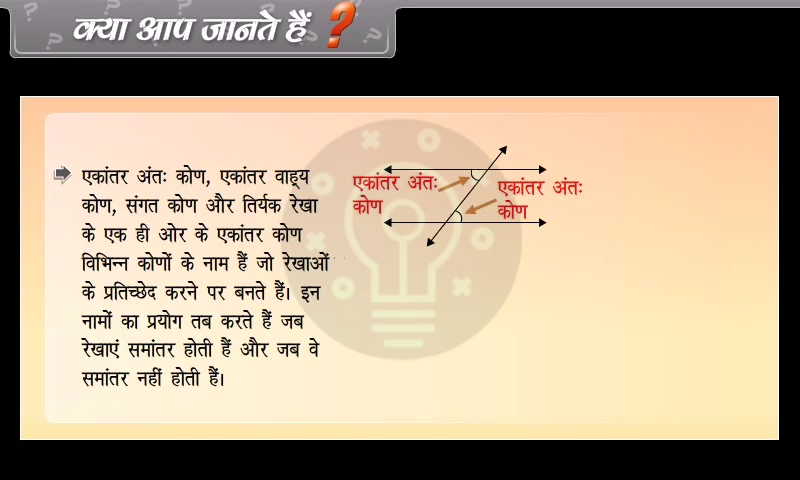 क्या आप जानते हैं ?
एकांतर अंतः कोण, एकांतर वाह्य
कोण, संगत कोण और तिर्यक रेखा
के एक ही ओर के एकांतर कोण
विभिन्न कोणों के नाम हैं जो रेखाओं
के प्रतिच्छेद करने पर बनते हैं। इन
नामों का प्रयोग तब करते हैं जब
रेखाएं समांतर होती हैं और जब वे
समांतर नहीं होती हैं।
एकांतर अंतः
कोण
एकांतर अंतः
कोण